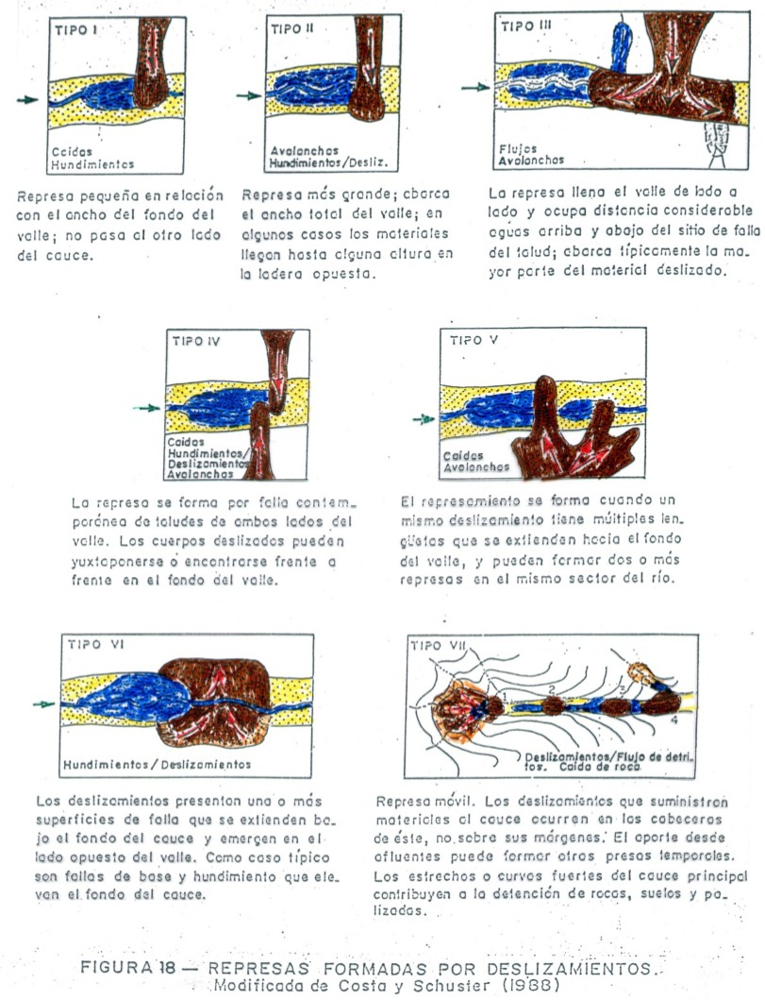 TIPO I
Caidas
Hundimientos
Represa pequeña en relación
con el ancho del fondo del
valle; no pasa al otro lado
del cauce.
TIPO II
Avalanchas
Hundimientos/Desliz.
Represa más grande; abarca
el ancho total del valle; en
algunos casos los materiales
llegan hasta alguna altura en
la ladera opuesta.
TIPO III
Flujos
Avalanchas
La represa llena el valle de lado a
lado y ocupa distancia considerable
aguas arriba y abajo del sitio de falla
del talud; abarca típicamente la ma_
yor parte del material deslizado.
TIPO IV
Caidas
Hundimientos/
Deslizamientos
Avalanchas
La represa se forma por falla contem_
poránea de taludes de ambos lados del
valle. Los cuerpos deslizados pueden
yuxtaponerse o encontrarse frente a
frente en el fondo del valle.
TIPO V
Caidas
Avalanchas
El represamiento se forma cuando un
mismo deslizamiento tiene múltiples len_
güetas que se extienden hacia el fondo
del valle, y pueden formar dos o más
represas en el mismo sector del río.
TIPO VI
Hundimientos / Deslizamientos
Los deslizamientos presentan una o más
superficies de falla que se extienden ba_
jo el fondo del cauce y emergen en el
lado opuesto del valle. Como caso típico
son fallas de base y hundimiento que ele_
van el fondo del cauce.
TIPO VII
1
2
3
4
Deslizamientos/Flujo de detri_
tos. Caida de roca
Represa móvil. Los deslizamientos que suministran
materiales al cauce ocurren en las cabeceras
de éste, no sobre sus márgenes. El aporte desde
afluentes puede formar otras presas temporales.
Los estrechos o curvas fuertes del cauce principal
contribuyen a la detención de rocas, suelos y pa_
lizadas.
FIGURA 18 — REPRESAS FORMADAS POR DESLIZAMIENTOS.
Modificada de Costa y Schuster (1988)